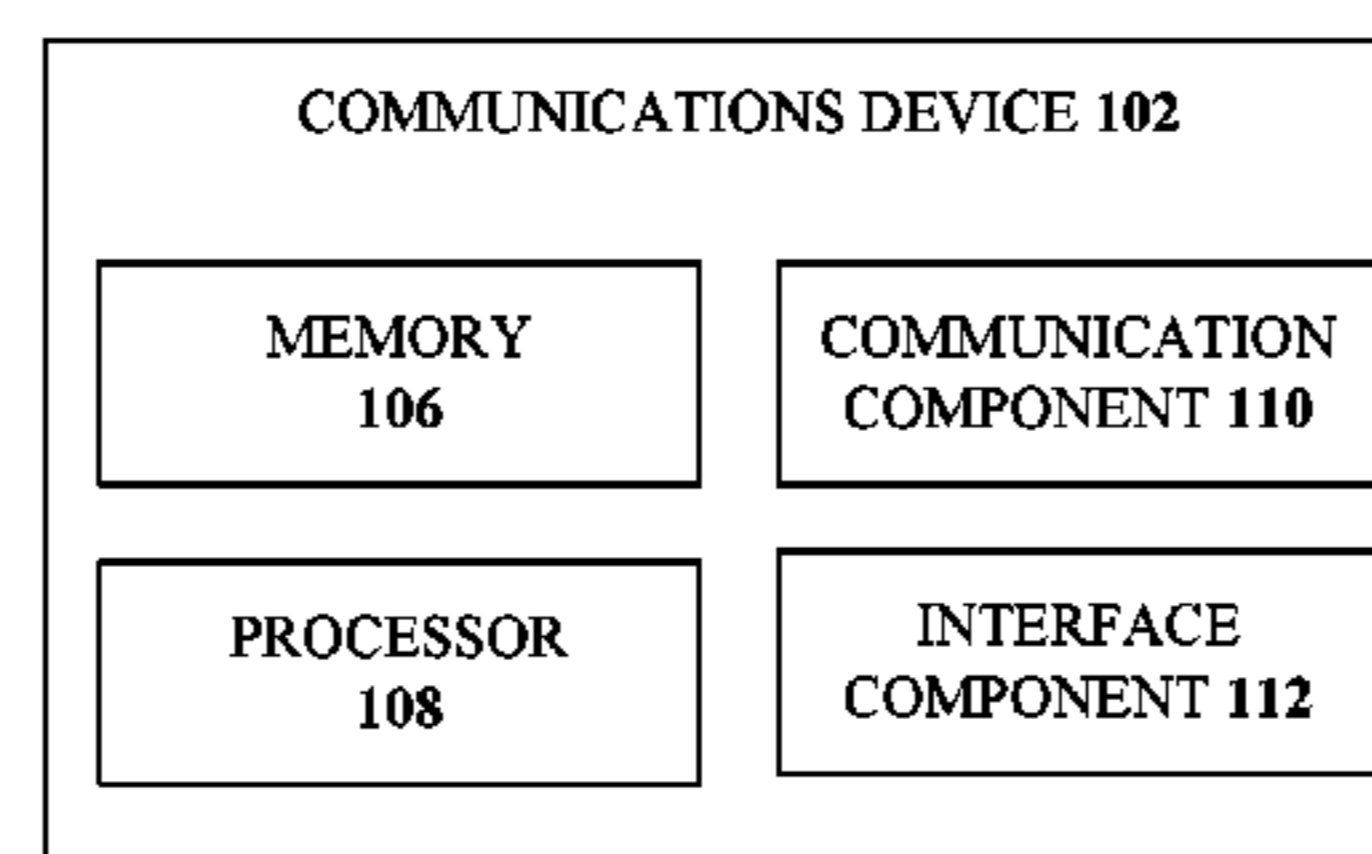 COMMUNICATIONS DEVICE 102
MEMORY
106
COMMUNICATION
COMPONENT 110
PROCESSOR
108
INTERFACE
COMPONENT 112